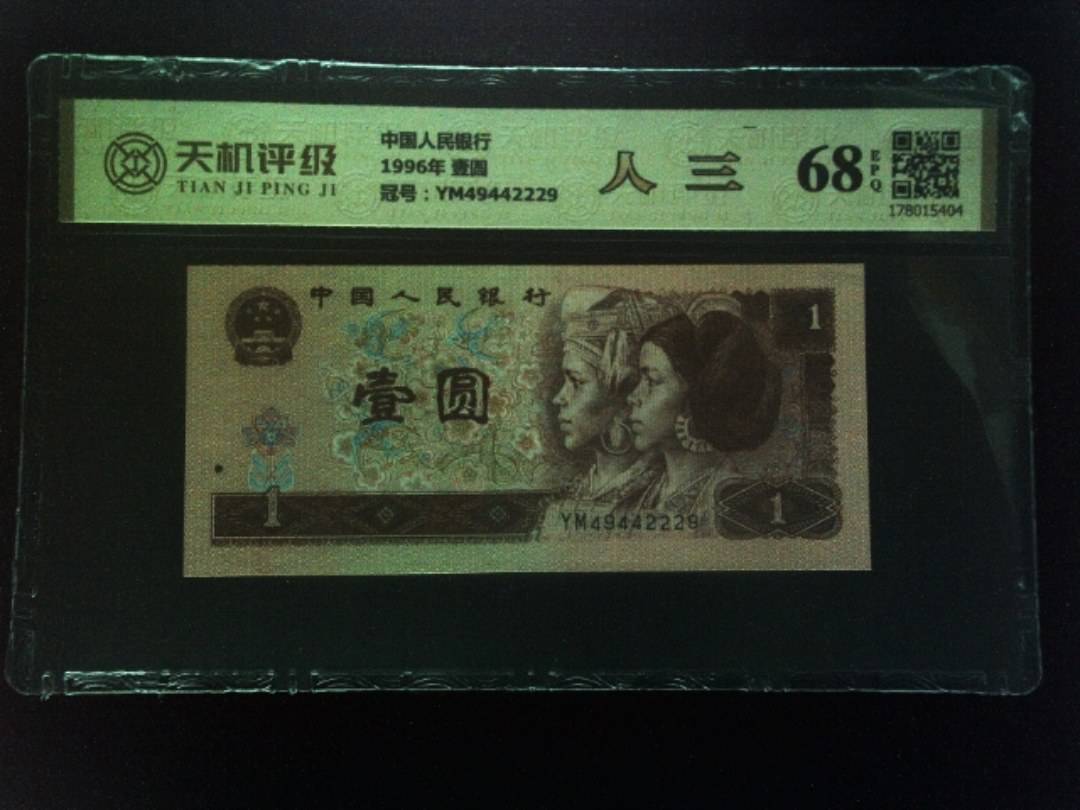 天机评级
TIAN JI PING JI
中国人民银行
1996年 壹圆
冠号：YM49442229
人 三
68
EPQ
178015404
中国人民银行
1
壹圆
1
YM49442229
1